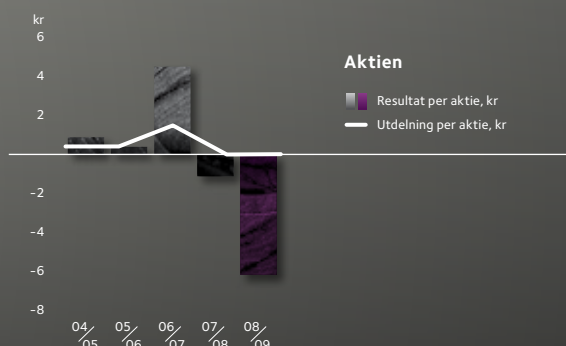 kr
6
4
2
-2
-4
-6
-8
Aktien
Resultat per aktie, kr
Utdelning per aktie, kr
04/05 05/06 06/07 07/08 08/09